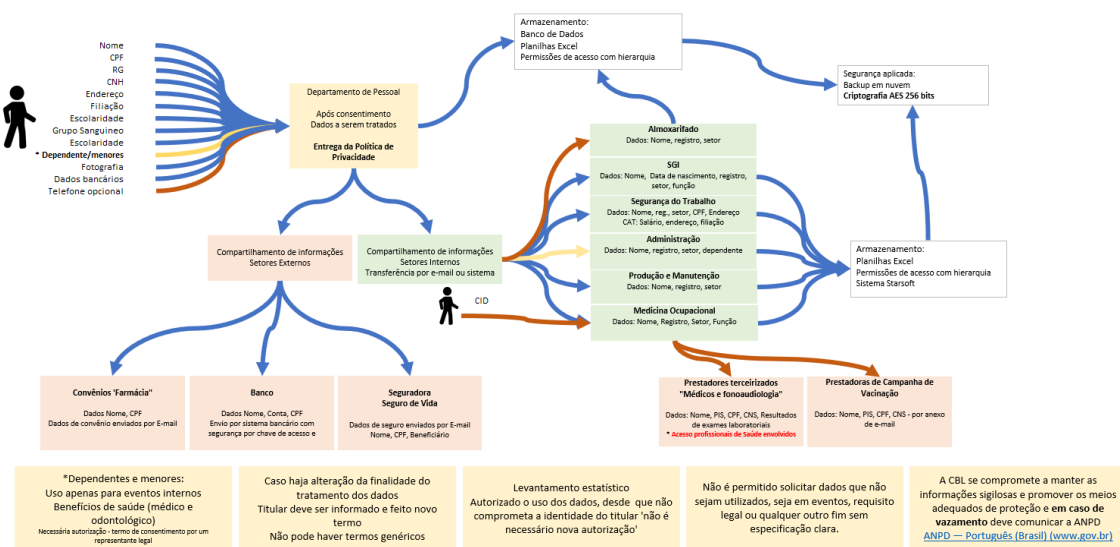 Nome
CPF
RG
CNH
Endereço
Filiação
Escolaridade
Grupo Sanguineo
Escolaridade
* Dependente/menores
Fotografia
Dados bancários
Telefone opcional
Departamento de Pessoal
Após consentimento
Dados a serem tratados
Entrega da Política de
Privacidade
Armazenamento:
Banco de Dados
Planilhas Excel
Permissões de acesso com hierarquia
Segurança aplicada:
Backup em nuvem
Criptografia AES 256 bits
Compartilhamento de informações
Setores Externos
Compartilhamento de informações
Setores Internos
Transferência por e-mail ou sistema
CID
Almoxarifado
Dados: Nome, registro, setor
SGI
Dados: Nome, Data de nascimento, registro,
setor, função
Segurança do Trabalho
Dados: Nome, reg., setor, CPF, Endereço
CAT: Salário, endereço, filiação
Administração
Dados: Nome, registro, setor, dependente
Produção e Manutenção
Dados: Nome, registro, setor
Medicina Ocupacional
Dados: Nome, Registro, Setor, Função
Armazenamento:
Planilhas Excel
Permissões de acesso com hierarquia
Sistema Starsoft
Convênios 'Farmácia"
Dados Nome, CPF
Dados de convênio enviados por E-mail
Banco
Dados Nome, Conta, CPF
Envio por sistema bancário com
segurança por chave de acesso e
Seguradora
Seguro de Vida
Dados de seguro enviados por E-mail
Nome, CPF, Beneficiário
Prestadores terceirizados
"Médicos e fonoaudiologia"
Dados: Nome, PIS, CPF, CNS, Resultados
de exames laboratoriais
* Acesso profissionais de Saúde envolvidos
Prestadoras de Campanha de
Vacinação
Dados: Nome, PIS, CPF, CNS - por anexo
de e-mail
*Dependentes e menores:
Uso apenas para eventos internos
Benefícios de saúde (médico e
odontológico)
Necessária autorização - termo de consentimento por um
representante legal
Caso haja alteração da finalidade do
tratamento dos dados
Titular deve ser informado e feito novo
termo
Não pode haver termos genéricos
Levantamento estatístico
Autorizado o uso dos dados, desde que não
comprometa a identidade do titular 'não é
necessário nova autorização'
Não é permitido solicitar dados que não
sejam utilizados, seja em eventos, requisito
legal ou qualquer outro fim sem
especificação clara.
A CBL se compromete a manter as
informações sigilosas e promover os meios
adequados de proteção e em caso de
vazamento deve comunicar a ANPD
ANPD — Português (Brasil) (www.gov.br)